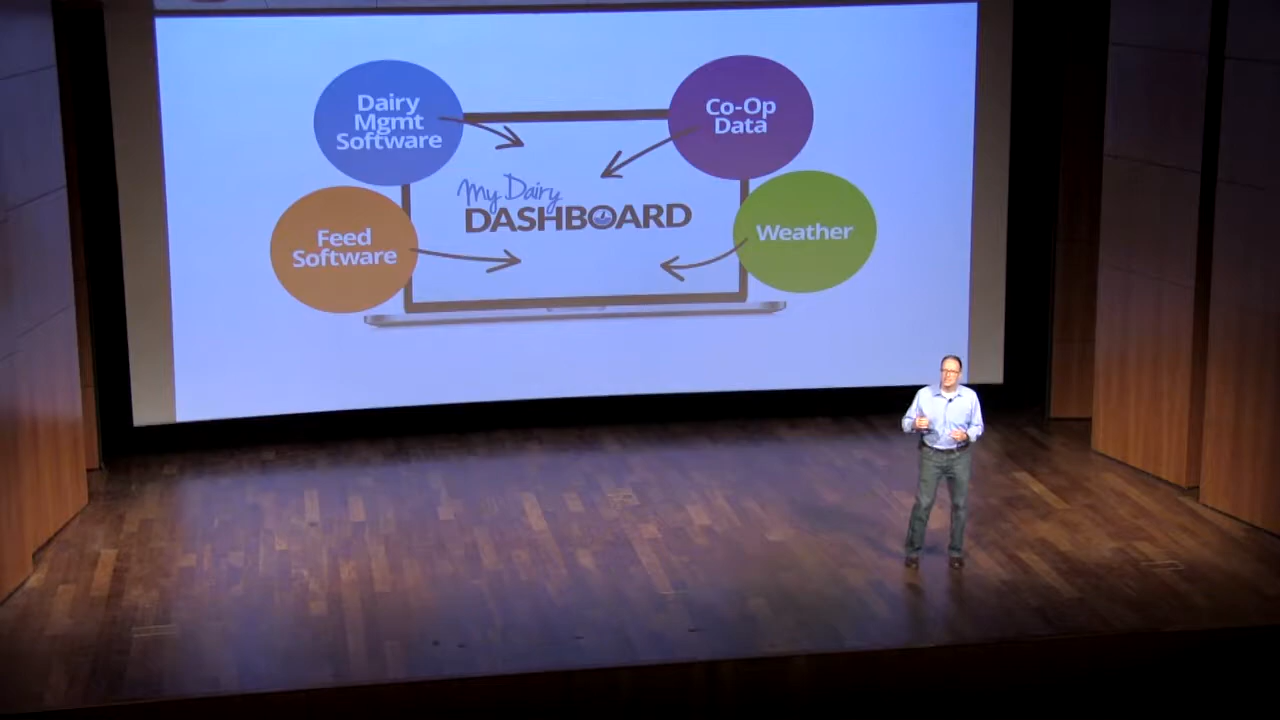 Dairy
Mgmt
Software
Co-Op
Data
My Dairy
DASHBOARD
Feed
Software
Weather